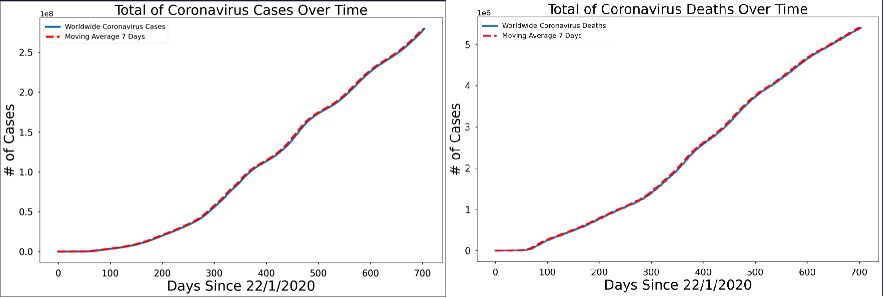 Total of Coronavirus Cases Over Time
1e8
Worldwide Coronavirus Cases
Moving Average 7 Days
2.5
2.0
1.5
1.0
0.5
0.0
# of Cases
0 100 200 300 400 500 600 700
Days Since 22/1/2020
Total of Coronavirus Deaths Over Time
1e6
Worldwide Coronavirus Deaths
Moving Average 7 Days
5
4
3
2
1
0
# of Cases
0 100 200 300 400 500 600 700
Days Since 22/1/2020